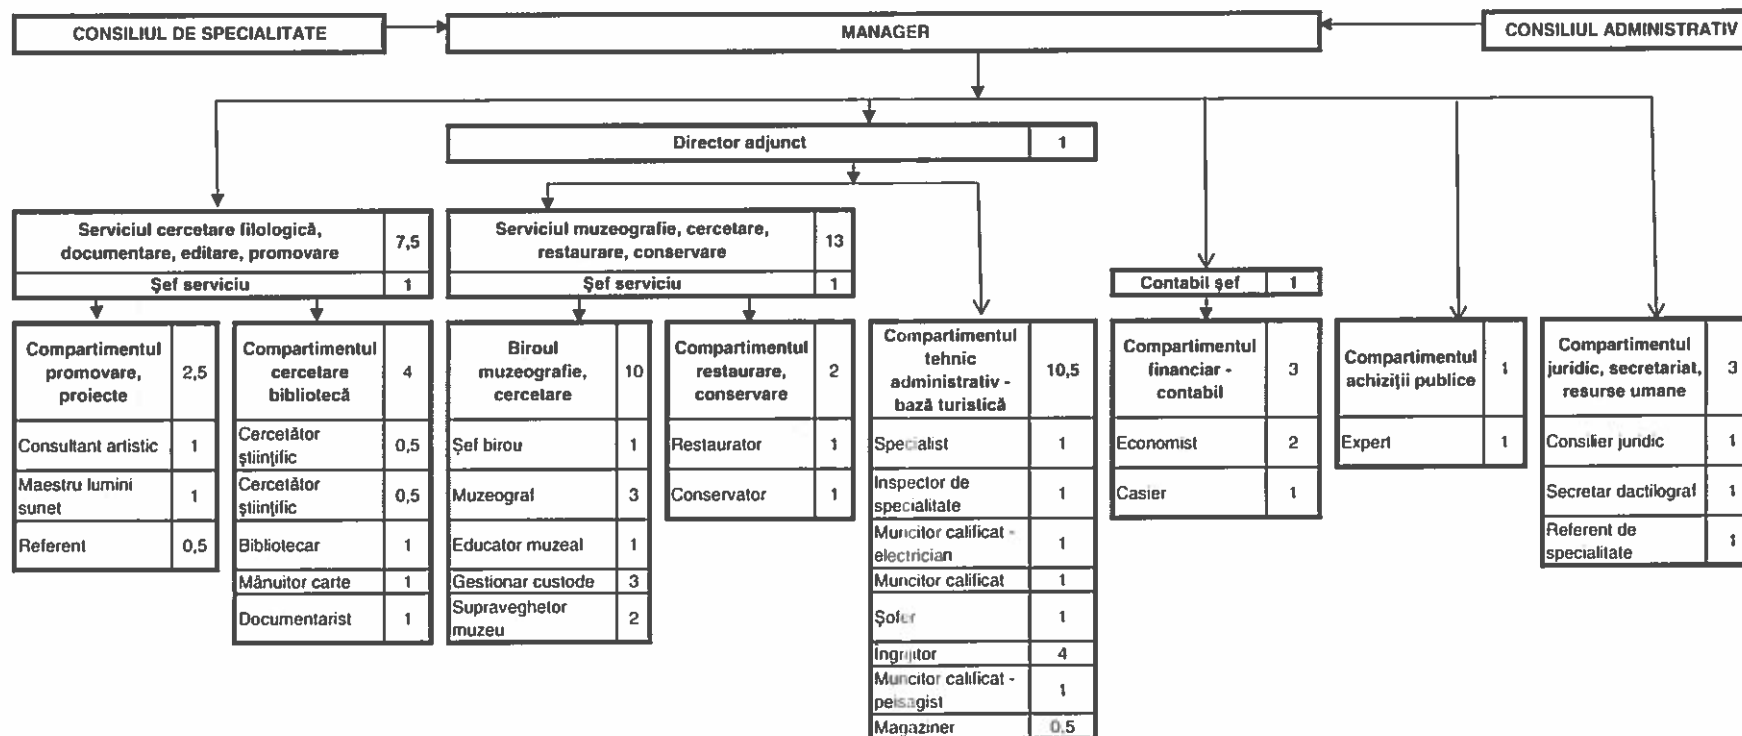 CONSILIUL DE SPECIALITATE
MANAGER
CONSILIUL ADMINISTRATIV
Director adjunct 1
Serviciul cercetare filologică,
documentare, editare, promovare
7,5
Şef serviciu 1
Serviciul muzeografie, cercetare,
restaurare, conservare
13
Şef serviciu 1
Contabil şef 1
Compartimentul
promovare,
proiecte
2,5
Consultant artistic 1
Maestru lumini
sunet
1
Referent 0,5
Compartimentul
cercetare
bibliotecă
4
Cercetător
ştiinţific
0,5
Cercetător
ştiinţific
0,5
Bibliotecar 1
Mânuitor carte 1
Documentarist 1
Biroul
muzeografie,
cercetare
10
Şef birou 1
Muzeograf 3
Educator muzeal 1
Gestionar custode 3
Supraveghetor
muzeu
2
Compartimentul
restaurare,
conservare
2
Restaurator 1
Conservator 1
Compartimentul
tehnic
administrativ -
bază turistică
10,5
Specialist 1
Inspector de
specialitate
1
Muncitor calificat -
electrician
1
Muncitor calificat 1
Şofer 1
Îngrijitor 4
Muncitor calificat -
peisagist
1
Magaziner 0,5
Compartimentul
financiar -
contabil
3
Economist 2
Casier 1
Compartimentul
achiziţii publice
1
Expert 1
Compartimentul
juridic, secretariat,
resurse umane
3
Consilier juridic 1
Secretar dactilograf 1
Referent de
specialitate
1